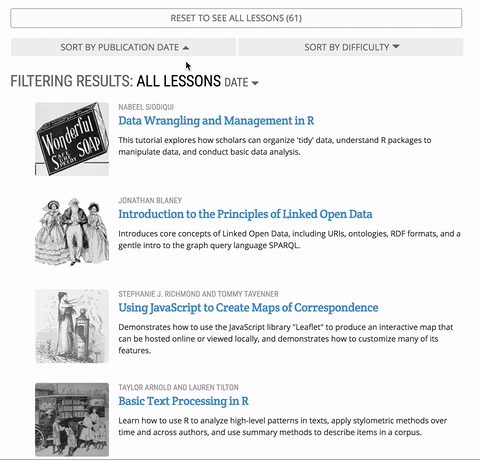 RESET TO SEE ALL LESSONS (61)
SORT BY PUBLICATION DATE
SORT BY DIFFICULTY
FILTERING RESULTS: ALL LESSONS DATE
Wonderful
SOAP
NABEEL SIDDIQUI
Data Wrangling and Management in R
This tutorial explores how scholars can organize 'tidy' data, understand R packages to
manipulate data, and conduct basic data analysis.
JONATHAN BLANEY
Introduction to the Principles of Linked Open Data
Introduces core concepts of Linked Open Data, including URIs, ontologies, RDF formats, and a
gentle intro to the graph query language SPARQL.
STEPHANIE J. RICHMOND AND TOMMY TAVENNER
Using JavaScript to Create Maps of Correspondence
Demonstrates how to use the JavaScript library "Leaflet" to produce an interactive map that
can be hosted online or viewed locally, and demonstrates how to customize many of its
features.
TAYLOR ARNOLD AND LAUREN TILTON
Basic Text Processing in R
Learn how to use R to analyze high-level patterns in texts, apply stylometric methods over
time and across authors, and use summary methods to describe items in a corpus.